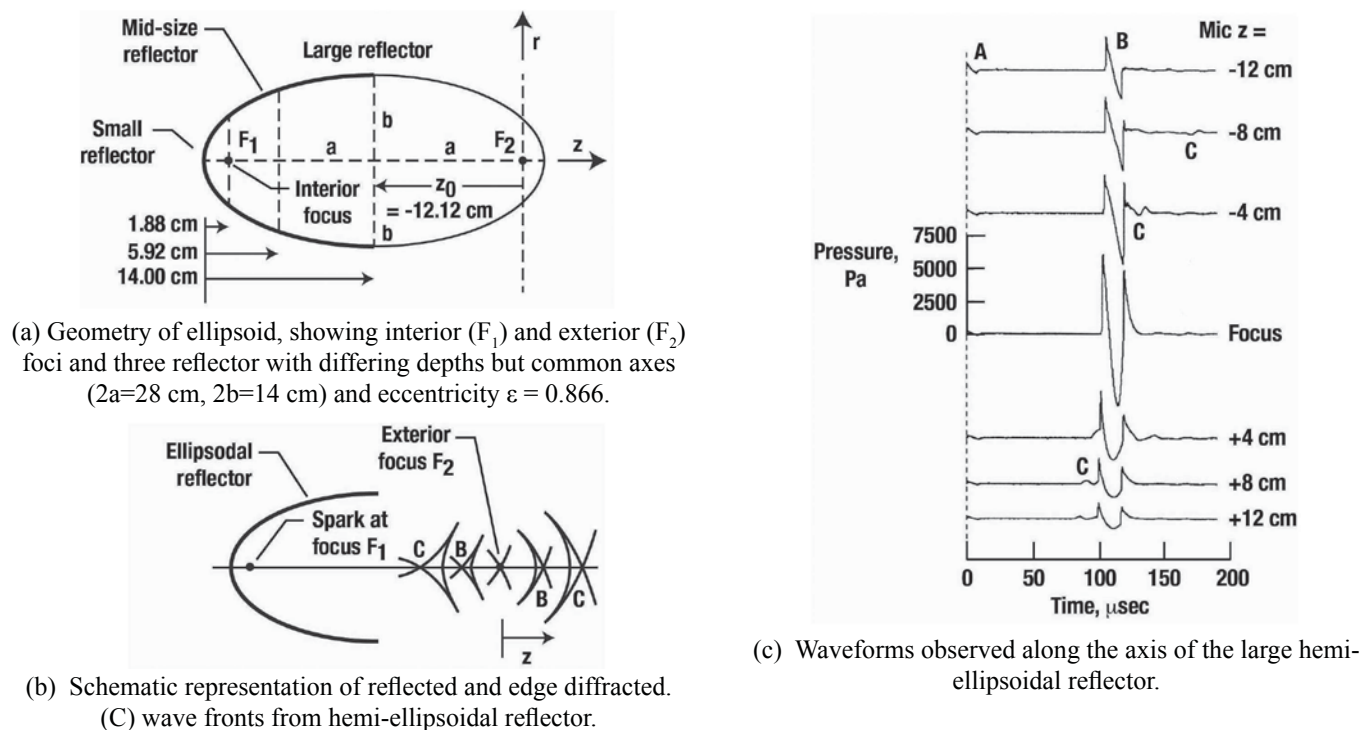 Mid-size
reflector
Large reflector
r
Small
reflector
F1
a
b
a
F2
z
Interior
focus
z0
= -12.12 cm
b
1.88 cm
5.92 cm
14.00 cm
(a) Geometry of ellipsoid, showing interior (F1) and exterior (F2)
foci and three reflector with differing depths but common axes
(2a=28 cm, 2b=14 cm) and eccentricity ε = 0.866.
Ellipsodal
reflector
Exterior
focus F2
Spark at
focus F1
C
B
B
C
z
(b) Schematic representation of reflected and edge diffracted.
(C) wave fronts from hemi-ellipsoidal reflector.
A
B
Mic z =
-12 cm
-8 cm
C
-4 cm
C
Pressure,
Pa
7500
5000
2500
0
Focus
+4 cm
C
+8 cm
+12 cm
0
50
100
150
200
Time, μsec
(c) Waveforms observed along the axis of the large hemi-
ellipsoidal reflector.